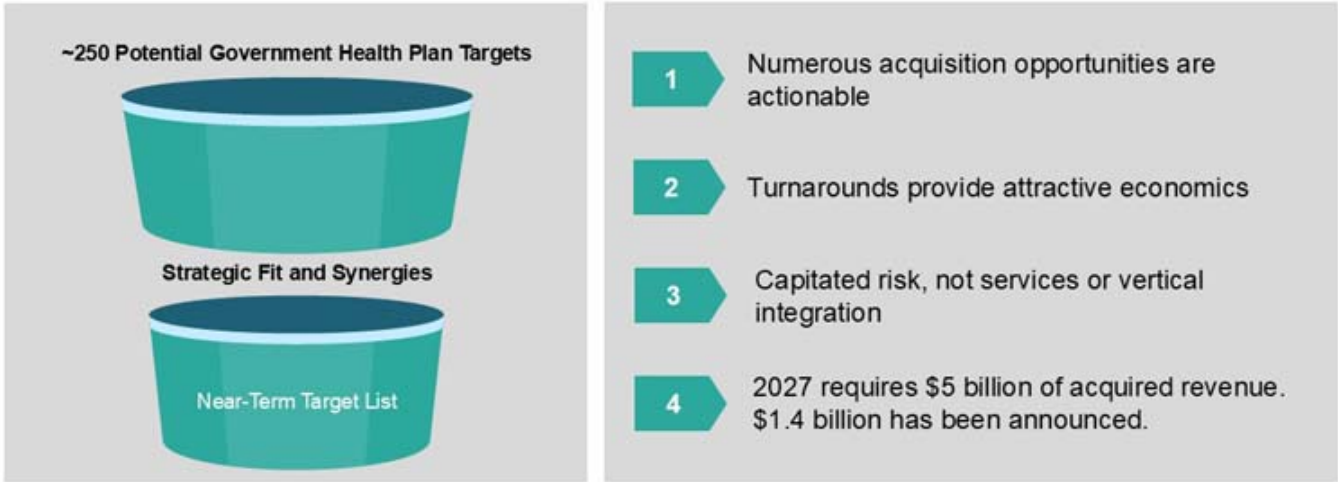 ~250 Potential Government Health Plan Targets
Strategic Fit and Synergies
Near-Term Target List
1
Numerous acquisition opportunities are
actionable
2
Turnarounds provide attractive economics
3
Capitated risk, not services or vertical
integration
4
2027 requires $5 billion of acquired revenue.
$1.4 billion has been announced.